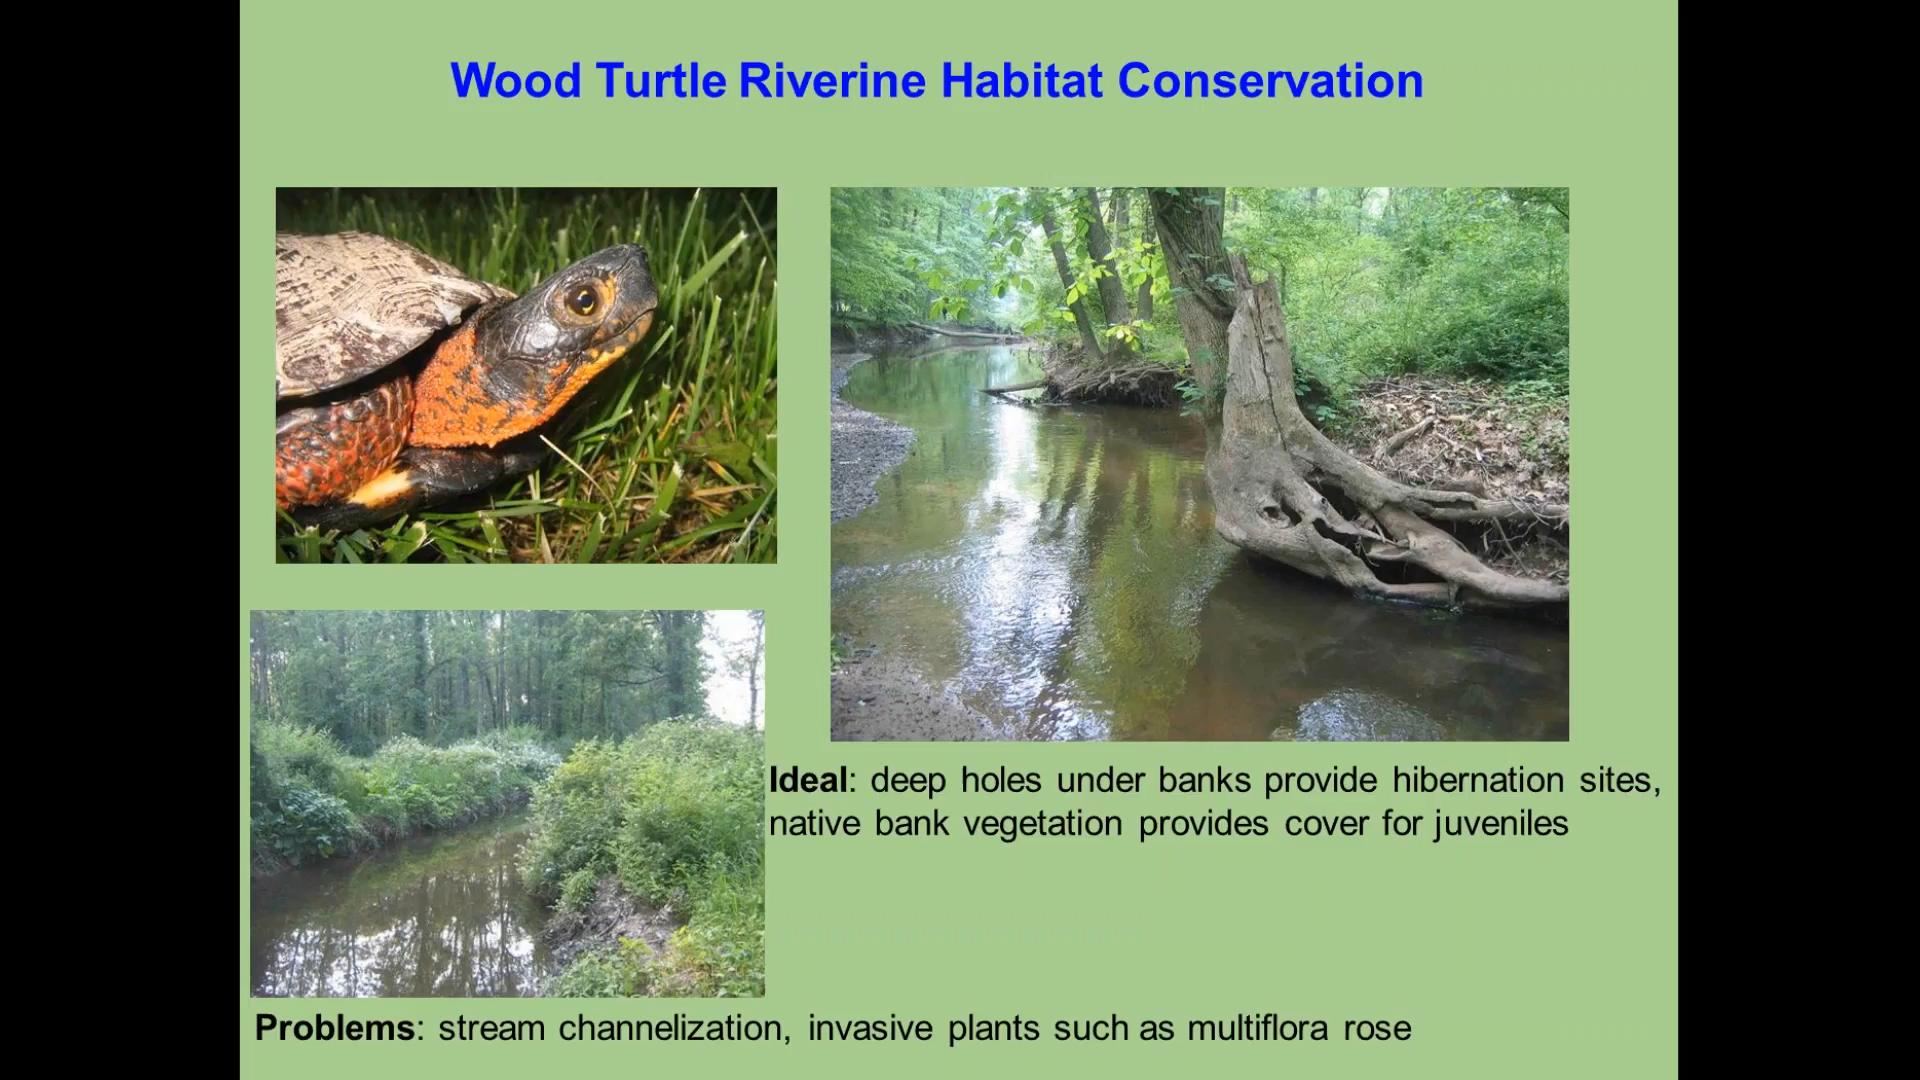 Wood Turtle Riverine Habitat Conservation
Ideal: deep holes under banks provide hibernation sites,
native bank vegetation provides cover for juveniles
Problems: stream channelization, invasive plants such as multiflora rose